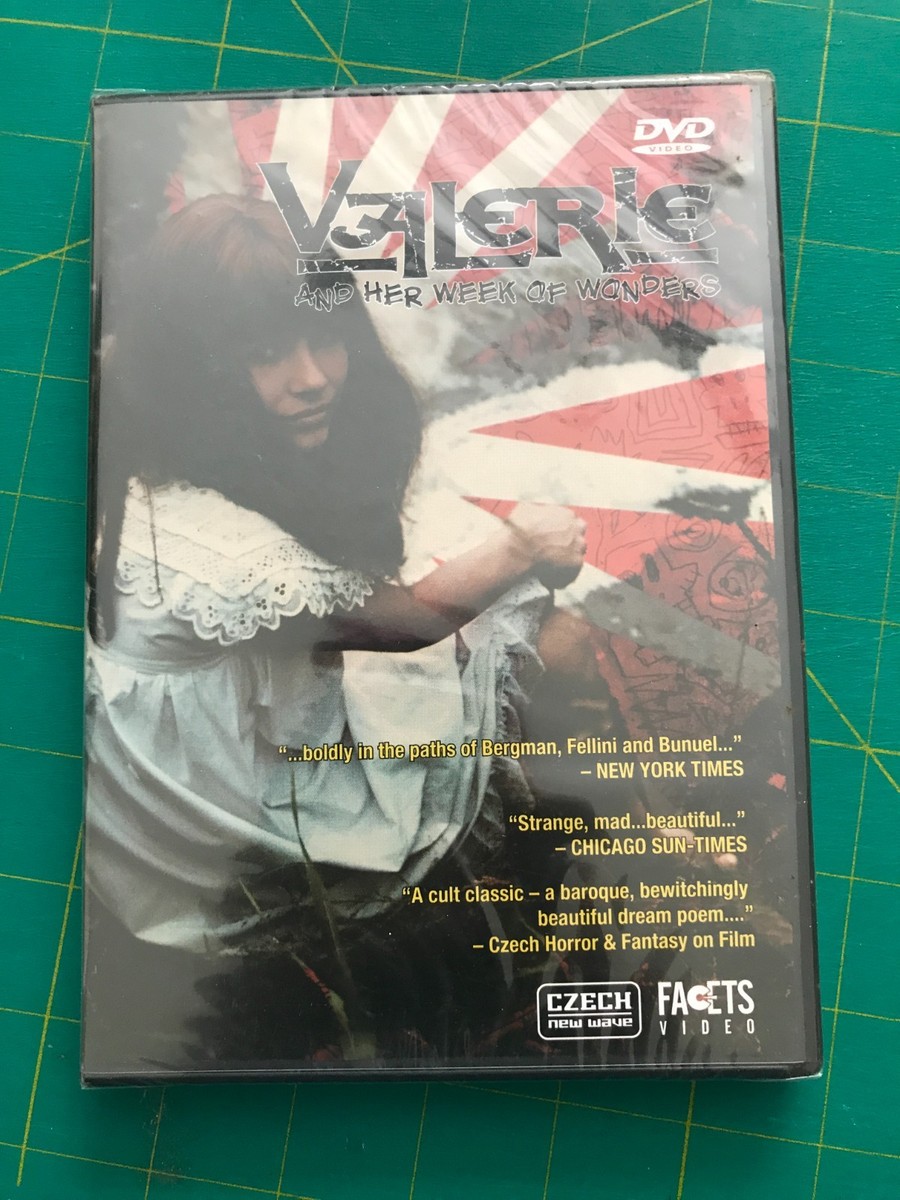 DVD
VIDEO
VALERIE
AND HER WEEK OF WONDERS
“...boldly in the paths of Bergman, Fellini and Bunuel...”
– NEW YORK TIMES
“Strange, mad...beautiful...”
– CHICAGO SUN-TIMES
“A cult classic – a baroque, bewitchingly
beautiful dream poem....”
– Czech Horror & Fantasy on Film
CZECH
new wave
FACETS
VIDEO